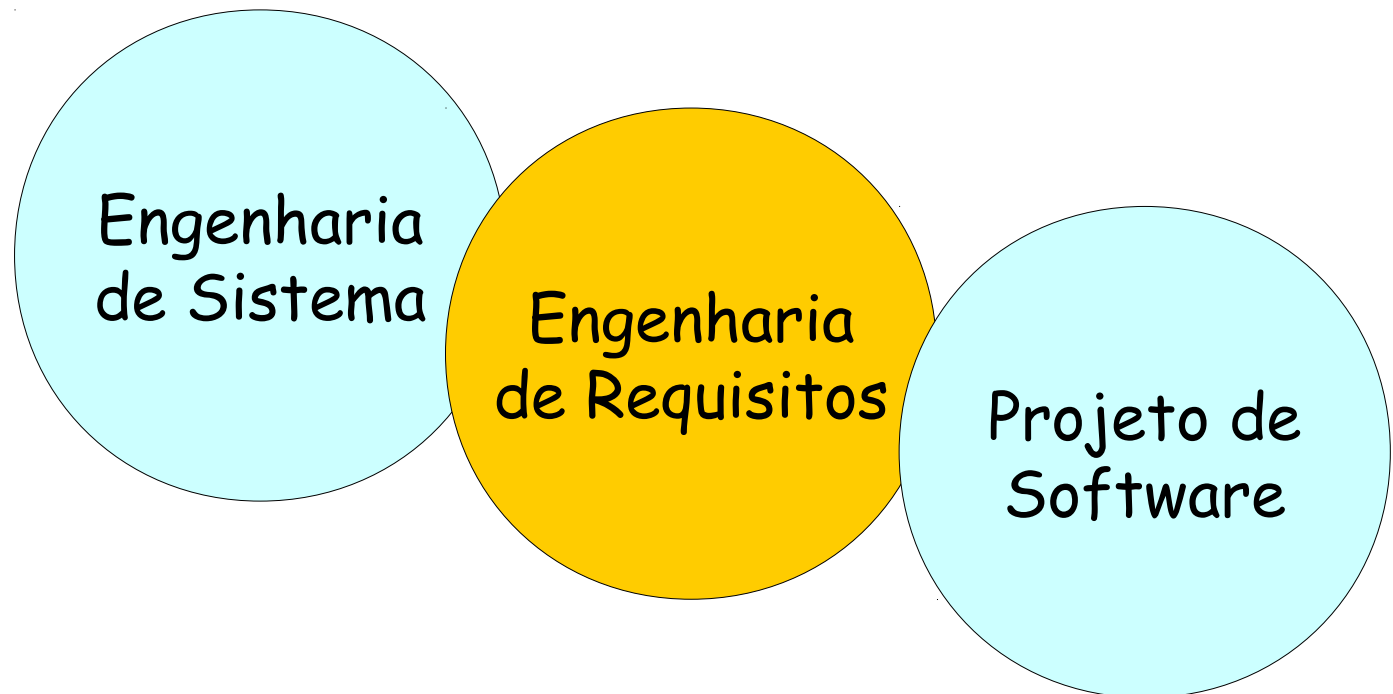 Engenharia
de Sistema
Engenharia
de Requisitos
Projeto de
Software